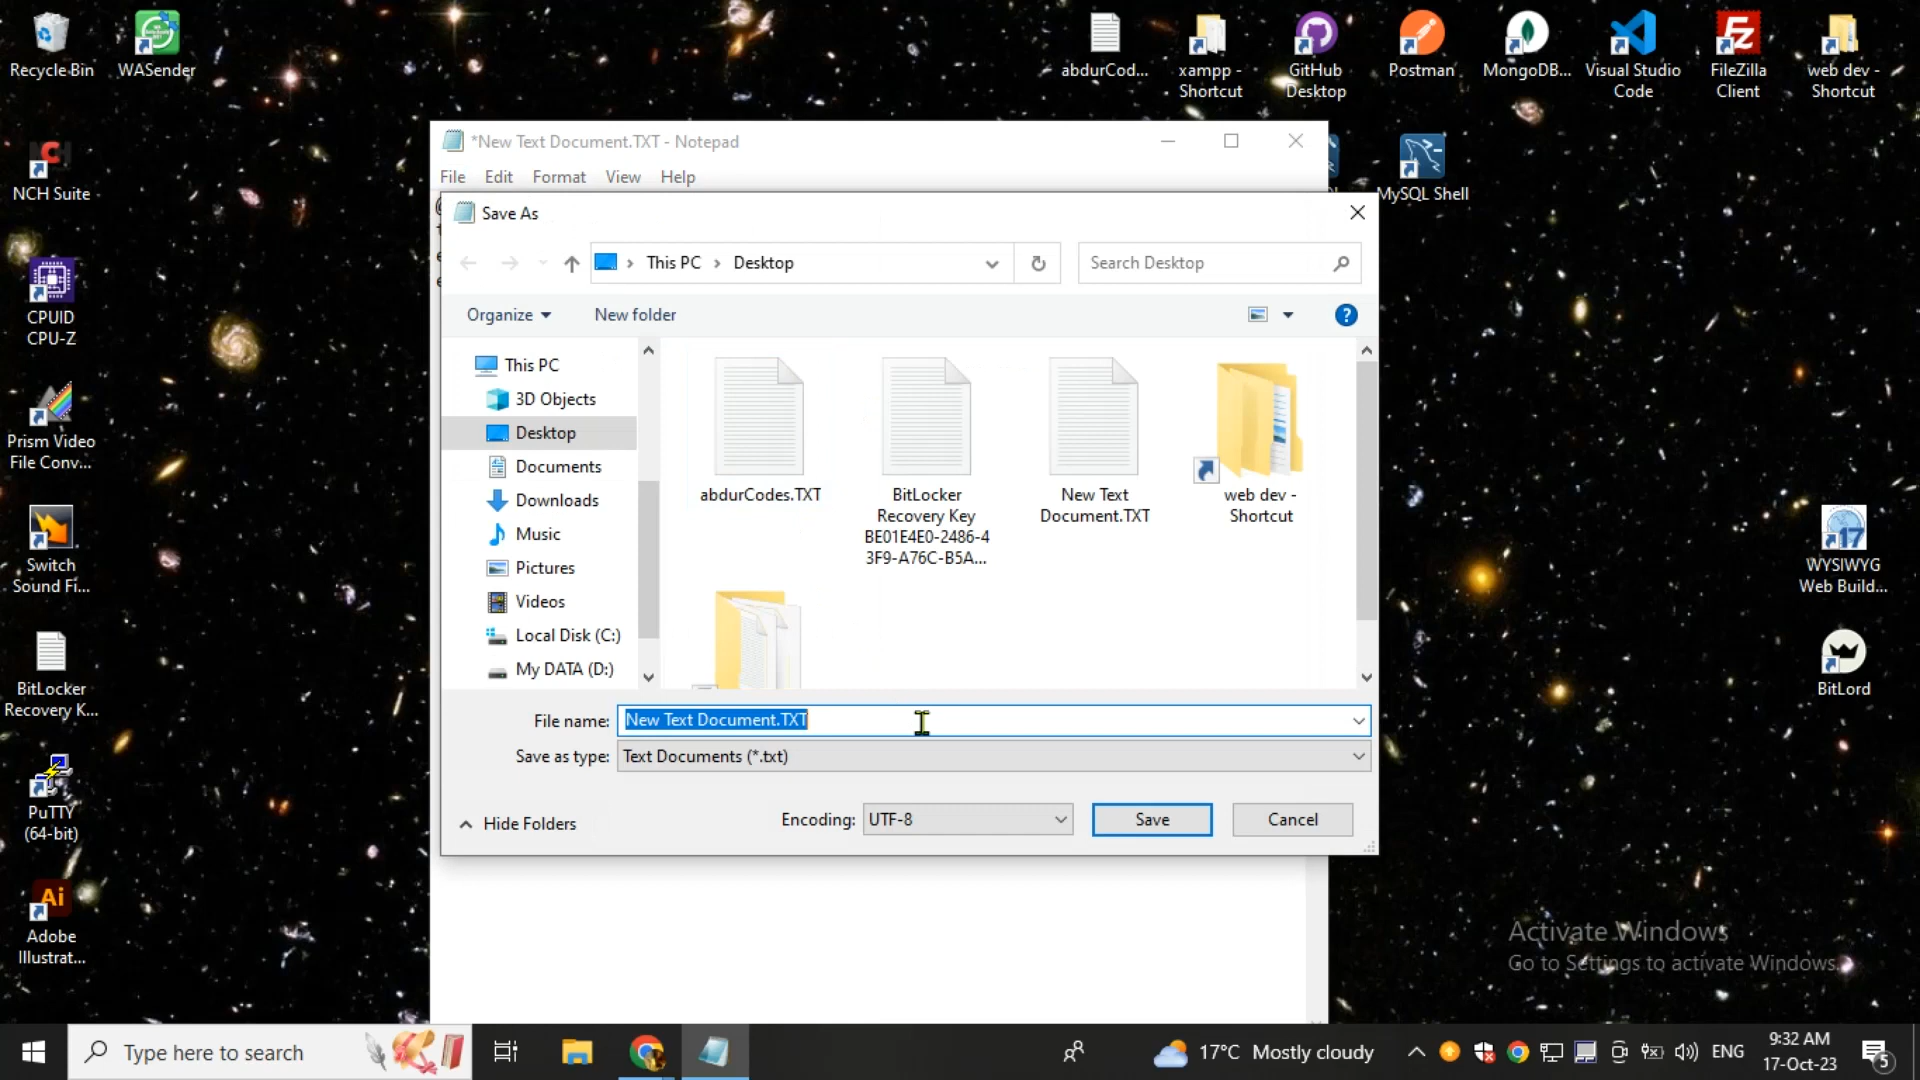 Recycle Bin
WASender
abdurCod...
xampp -
Shortcut
GitHub
Desktop
Postman
MongoDB...
Visual Studio
Code
FileZilla
Client
web dev -
Shortcut
NCH Suite
MySQL Shell
CPUID
CPU-Z
Prism Video
File Conv...
Switch
Sound Fi...
BitLocker
Recovery K...
PuTTY
(64-bit)
Adobe
Illustrat...
WYSIWYG
Web Build...
BitLord
*New Text Document.TXT - Notepad
File Edit Format View Help
Save As
This PC > Desktop
Search Desktop
Organize
New folder
This PC
3D Objects
Desktop
Documents
Downloads
Music
Pictures
Videos
Local Disk (C:)
My DATA (D:)
abdurCodes.TXT
BitLocker
Recovery Key
BE01E4E0-2486-4
3F9-A76C-B5A...
New Text
Document.TXT
web dev -
Shortcut
File name: New Text Document.TXT
Save as type: Text Documents (*.txt)
Hide Folders
Encoding: UTF-8
Save
Cancel
Activate Windows
Go to Settings to activate Windows.
Type here to search
17°C Mostly cloudy
ENG
9:32 AM
17-Oct-23
5